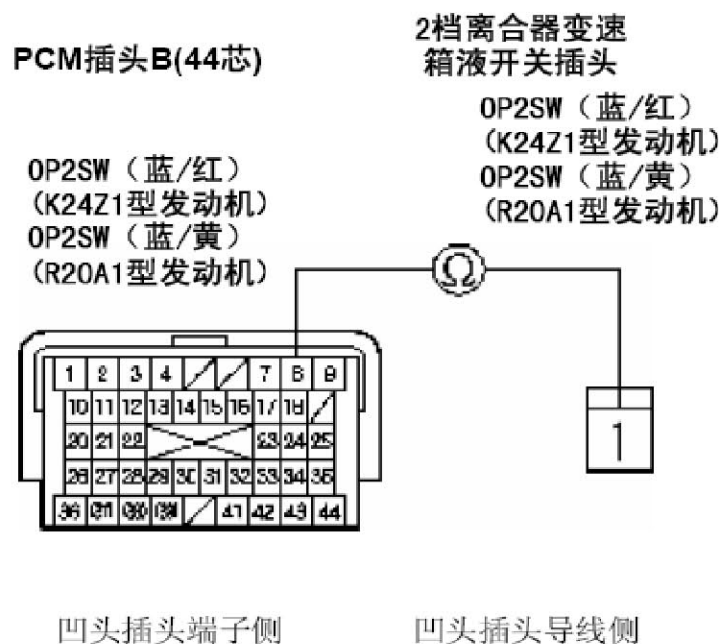 PCM插头B(44芯)
2档离合器变速
箱液开关插头
OP2SW（蓝/红）
（K24Z1型发动机）
OP2SW（蓝/黄）
（R20A1型发动机）
OP2SW（蓝/红）
（K24Z1型发动机）
OP2SW（蓝/黄）
（R20A1型发动机）
Ω
1 2 3 4 7 8 9
10 11 12 13 14 15 16 17 18
20 21 22 23 24 25
26 27 28 29 30 31 32 33 34 35
36 41 42 43 44
1
凹头插头端子侧
凹头插头导线侧